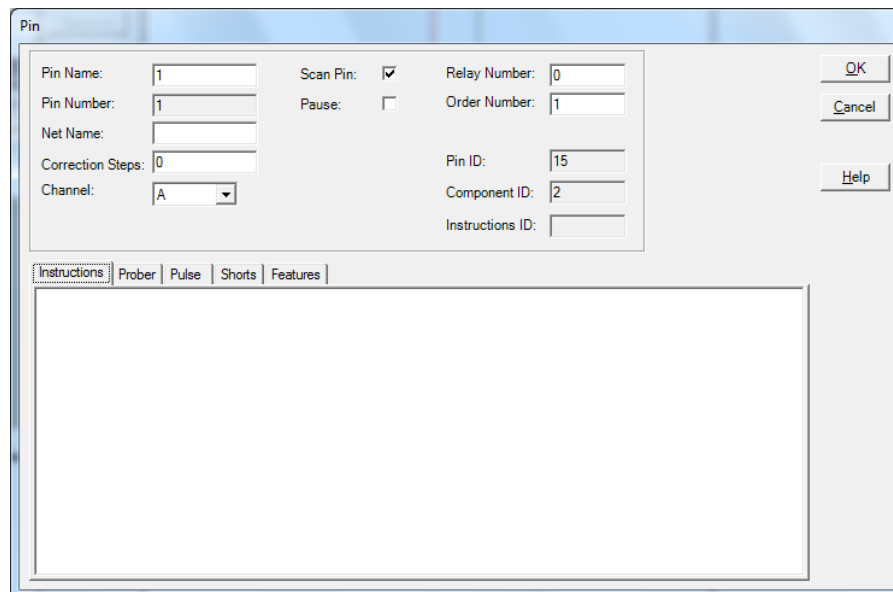 Pin
Pin Name: 1 Scan Pin: Relay Number: 0 OK
Pin Number: 1 Pause: Order Number: 1 Cancel
Net Name:
Correction Steps: 0 Pin ID: 15 Help
Channel: A Component ID: 2
Instructions ID:
Instructions Prober Pulse Shorts Features